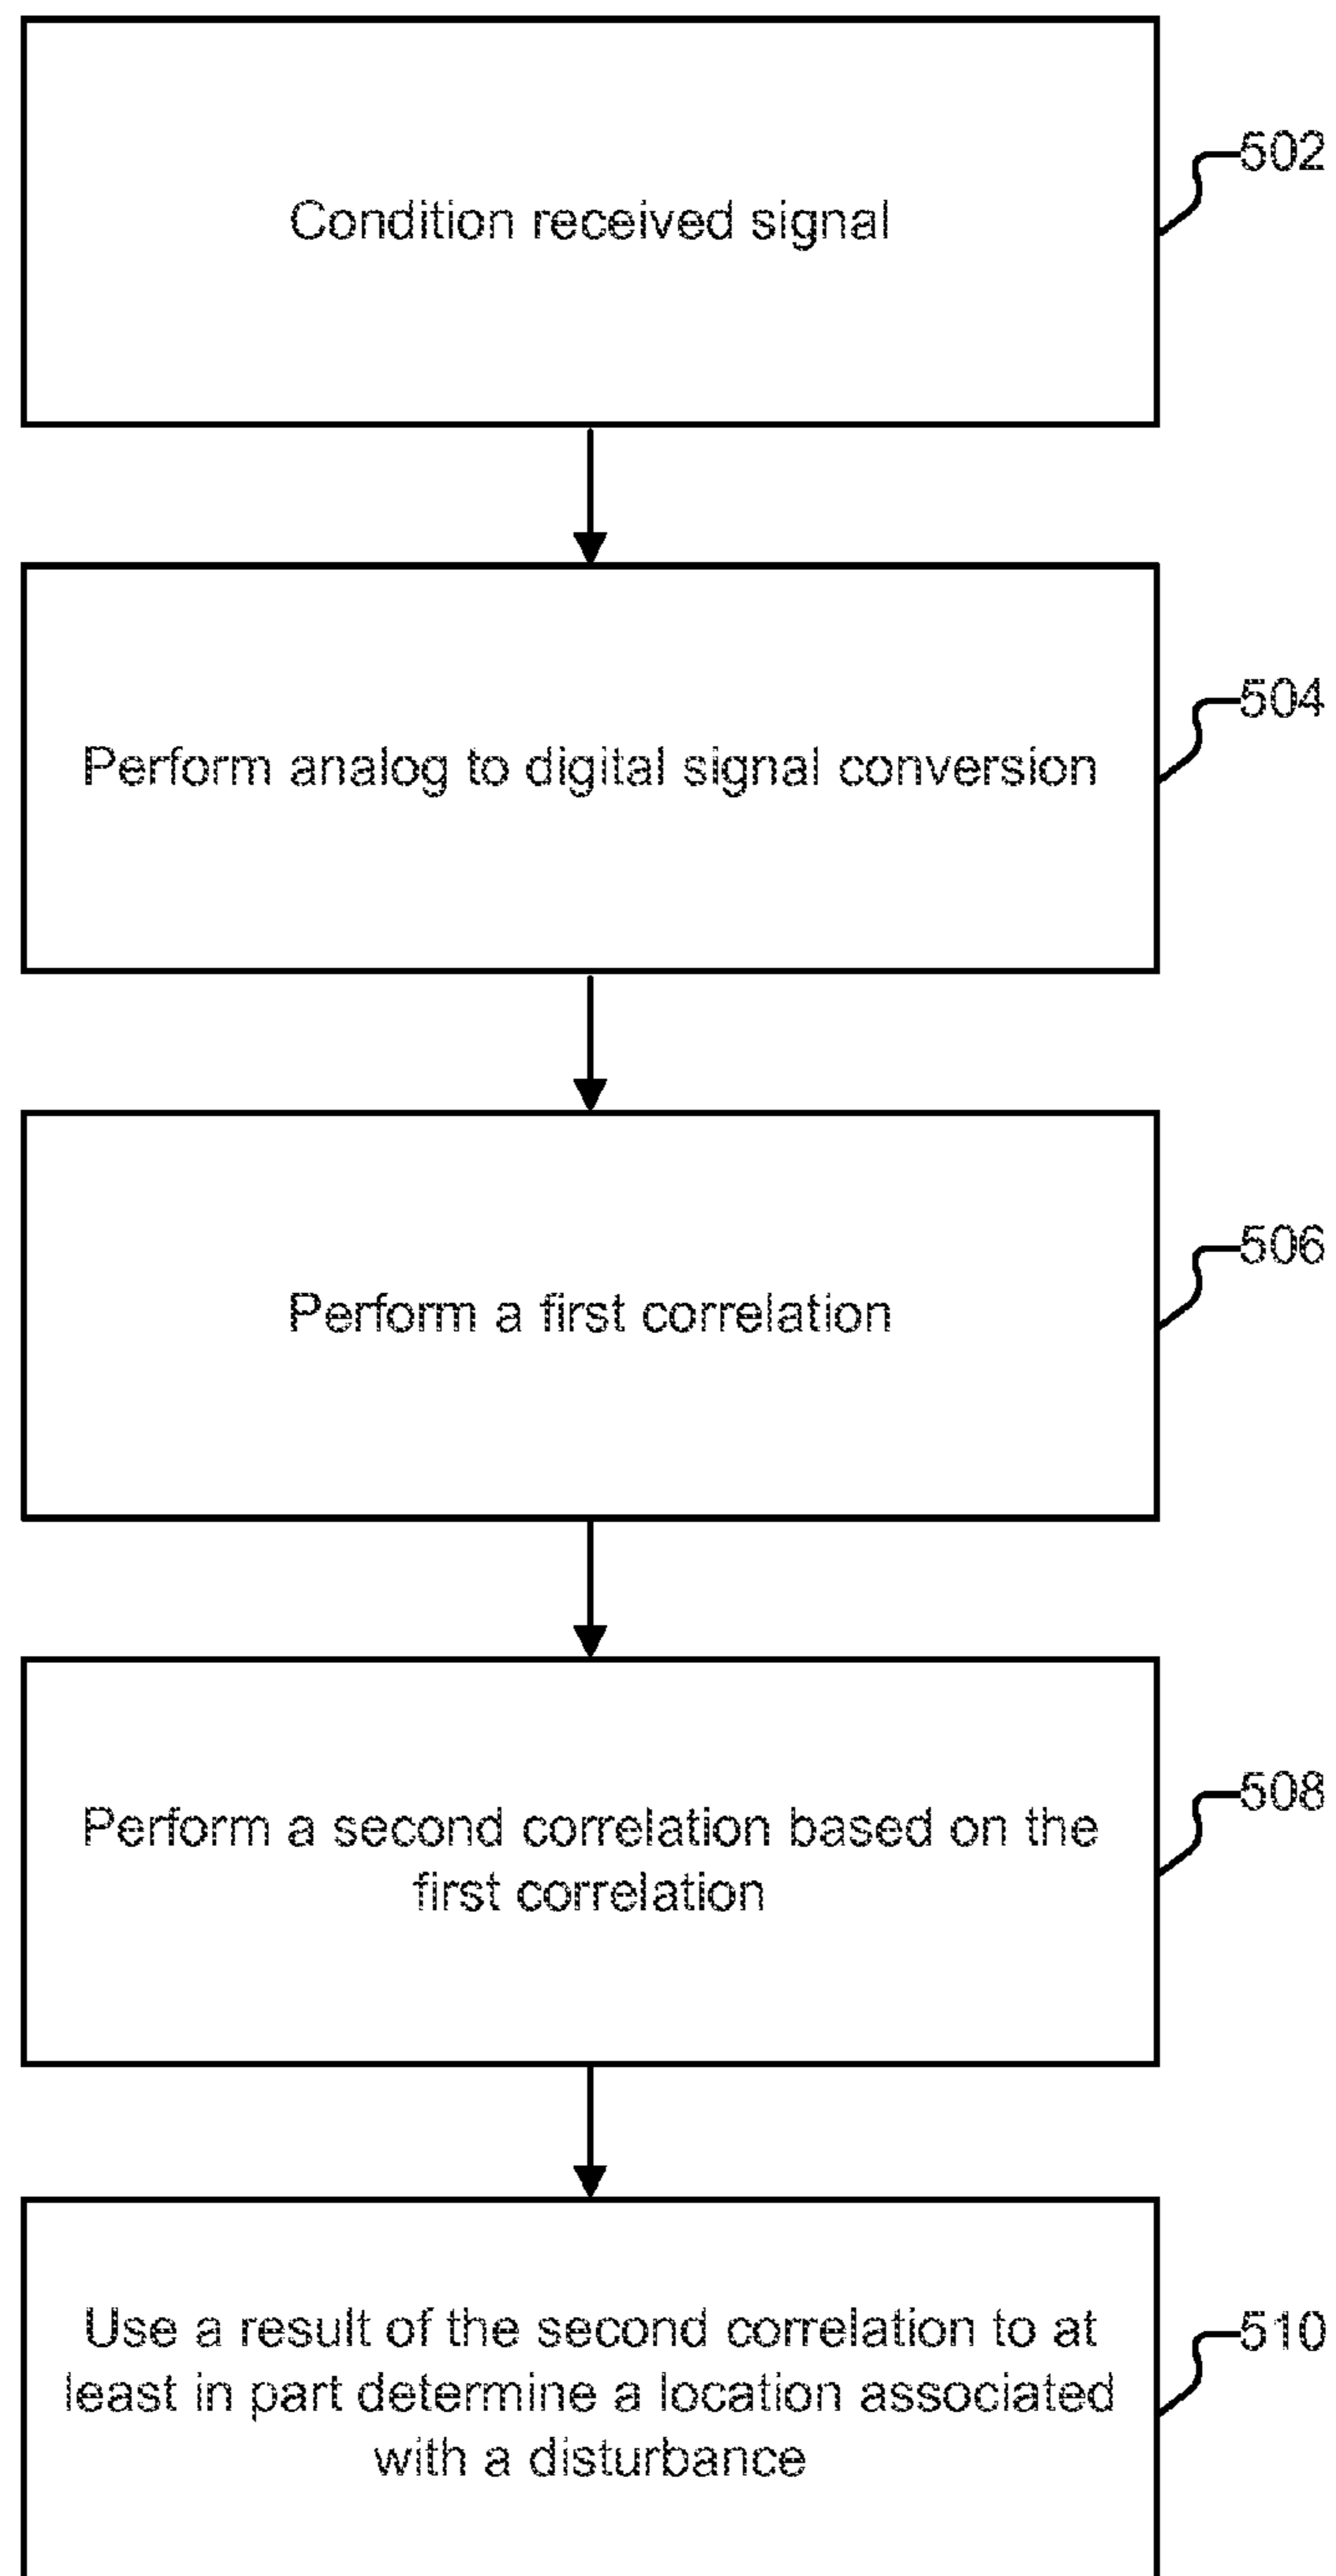 Condition received signal
502
Perform analog to digital signal conversion
504
Perform a first correlation
506
Perform a second correlation based on the
first correlation
508
Use a result of the second correlation to at
least in part determine a location associated
with a disturbance
510